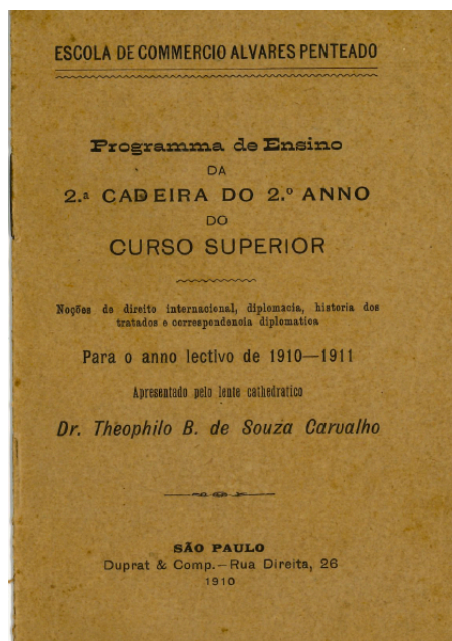 ESCOLA DE COMMERCIO ALVARES PENTEADO
Programma de Ensino
DA
2.ª CADEIRA DO 2.º ANNO
DO
CURSO SUPERIOR
Noções de direito internacional, diplomacia, historia dos
tratados e correspondencia diplomatica
Para o anno lectivo de 1910—1911
Apresentado pelo lente cathedratico
Dr. Theophilo B. de Souza Carvalho
SÃO PAULO
Duprat & Comp.—Rua Direita, 26
1910